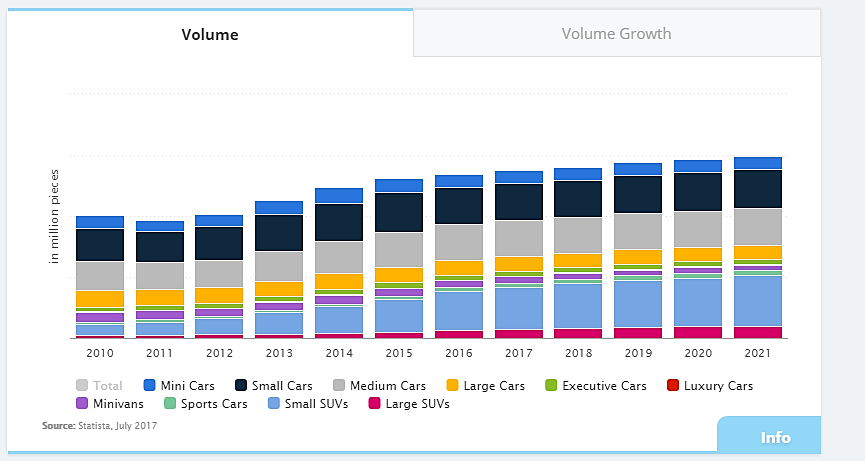 Volume Volume Growth
in million pieces
2010 2011 2012 2013 2014 2015 2016 2017 2018 2019 2020 2021
Total Mini Cars Small Cars Medium Cars Large Cars Executive Cars Luxury Cars
Minivans Sports Cars Small SUVs Large SUVs
Source: Statista, July 2017
Info